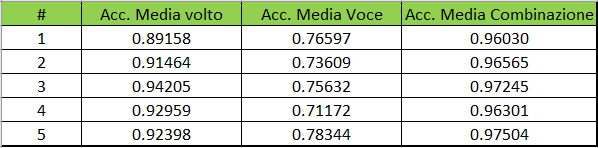 # Acc. Media volto Acc. Media Voce Acc. Media Combinazione
1 0.89158 0.76597 0.96030
2 0.91464 0.73609 0.96565
3 0.94205 0.75632 0.97245
4 0.92959 0.71172 0.96301
5 0.92398 0.78344 0.97504